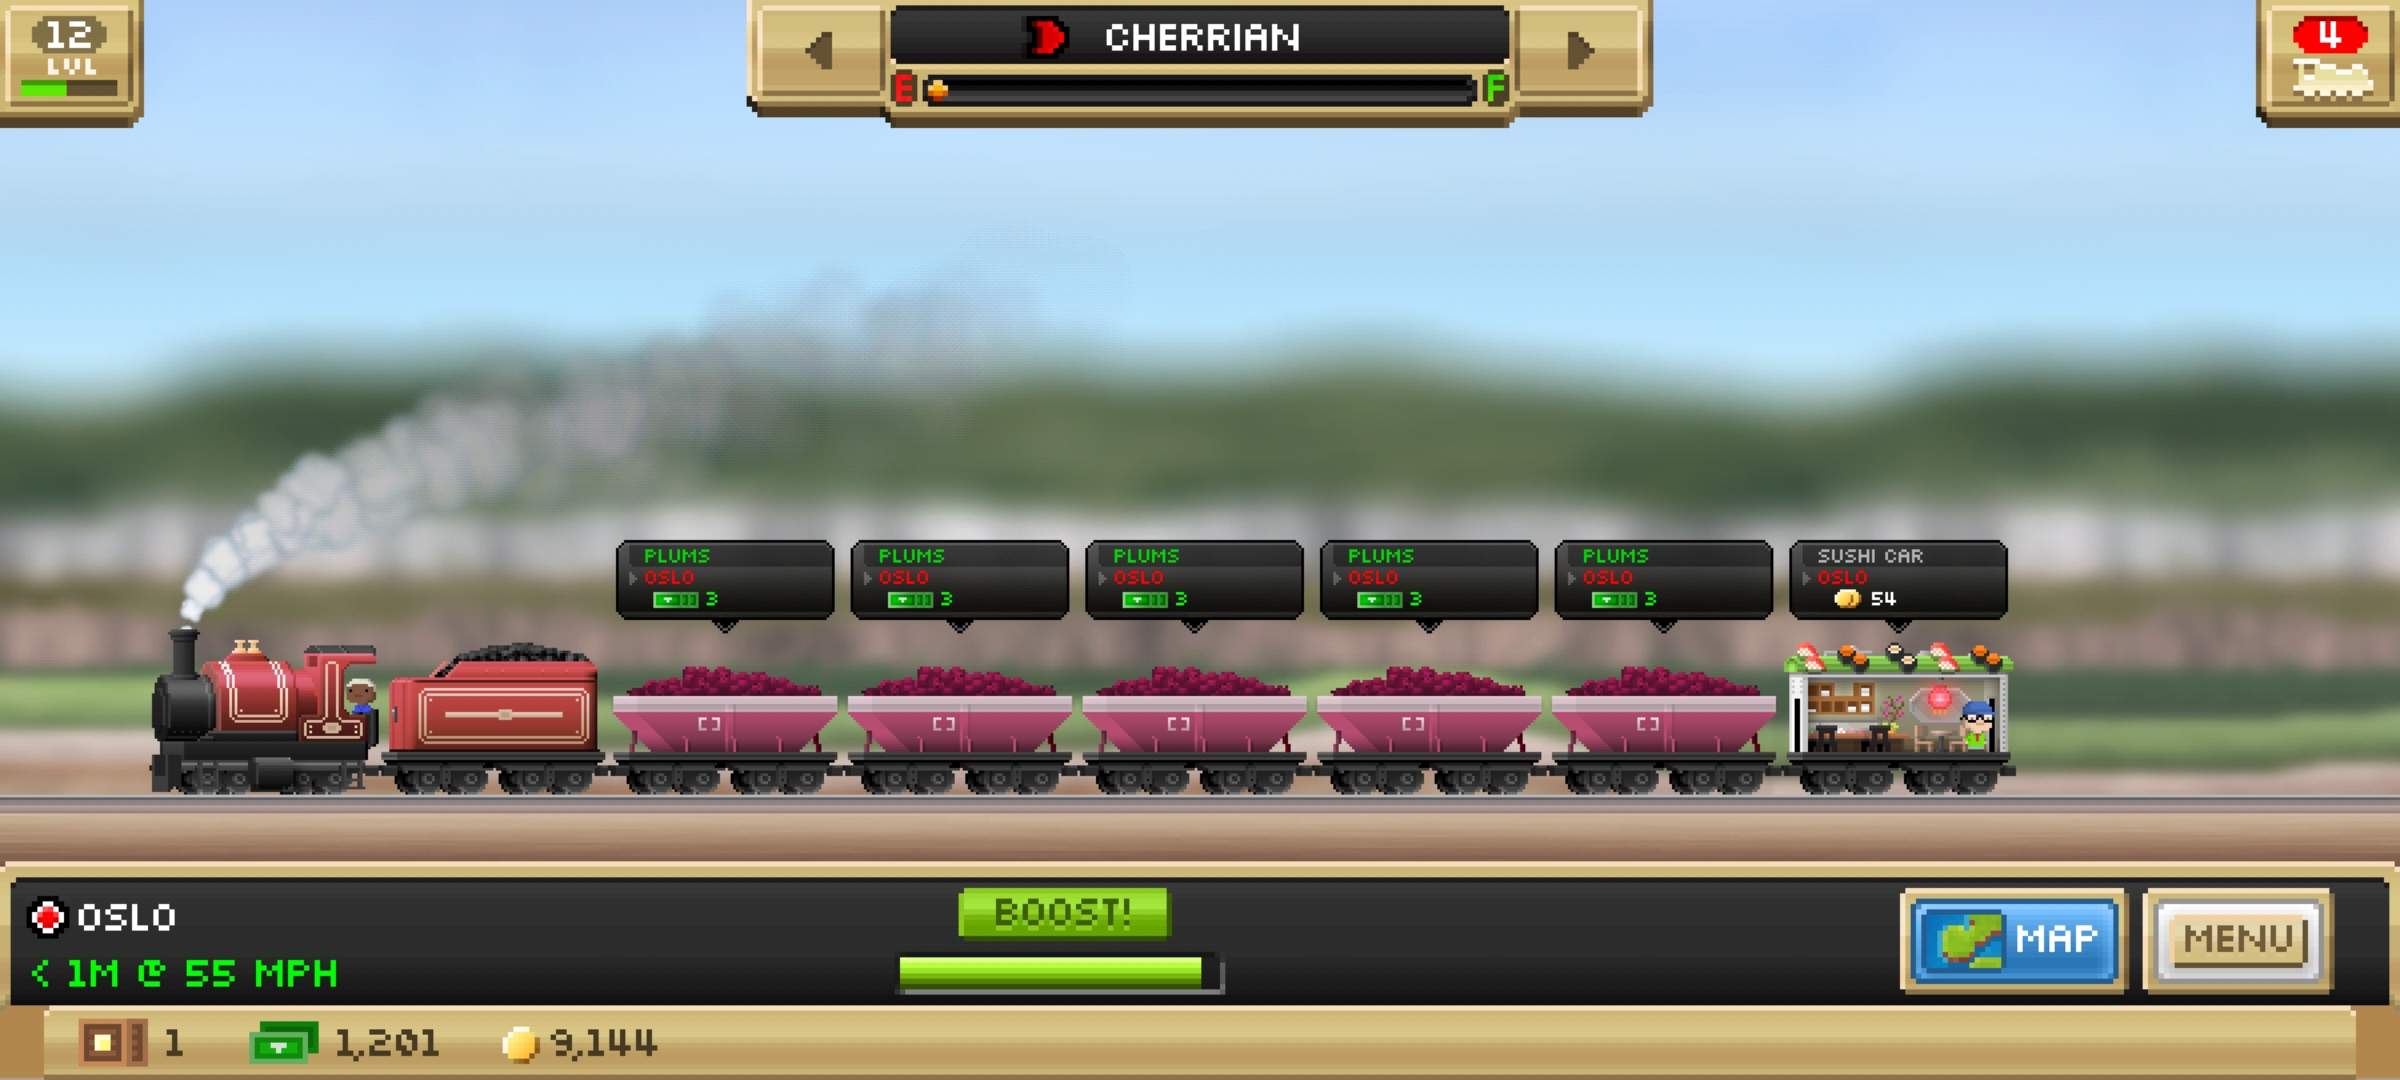 12
LVL
CHERRIAN
E F
4
PLUMS
OSLO
3
PLUMS
OSLO
3
PLUMS
OSLO
3
PLUMS
OSLO
3
PLUMS
OSLO
3
SUSHI CAR
OSLO
54
OSLO
< 1M @ 55 MPH
BOOST!
MAP
MENU
1
1,201
9,144